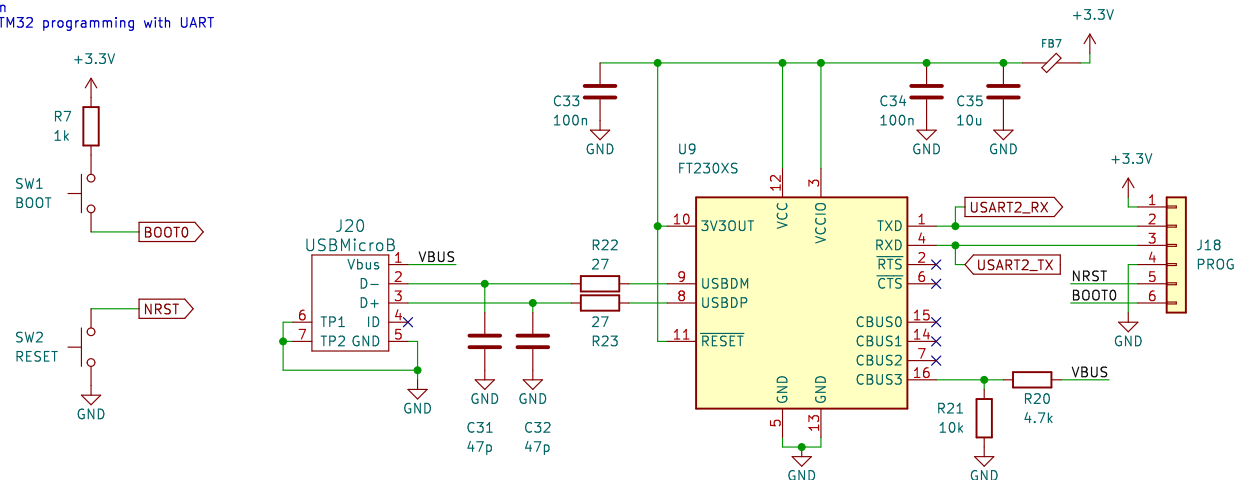 n
TM32 programming with UART
+3.3V
R7
1k
SW1
BOOT
BOOT0
NRST
SW2
RESET
GND
J20
USBMicroB
Vbus 1 VBUS
D- 2
D+ 3
6 TP1 ID 4
7 TP2 GND 5
GND
C31
47p
GND
C32
47p
GND
R22
27
27
R23
C33
100n
GND
U9
FT230XS
12
VCC
3
VCCIO
10 3V3OUT
9 USBDM
8 USBDP
11 RESET
TXD 1
RXD 4
RTS 2
CTS 6
CBUS0 15
CBUS1 14
CBUS2 7
CBUS3 16
GND
5
GND
13
GND
C34
100n
GND
C35
10u
GND
FB7
+3.3V
USART2_RX
USART2_TX
+3.3V
1
2
3
4
NRST 5
BOOT0 6
J18
PROG
GND
VBUS
R20
4.7k
R21
10k
GND